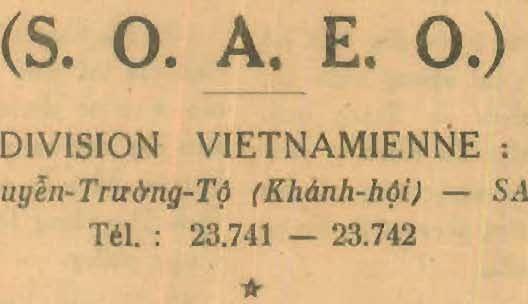 (S. O. A. E. O.)
DIVISION VIETNAMIENNE :
uyễn-Trường-Tộ (Khánh-hội) — SA
Tél. : 23.741 — 23.742